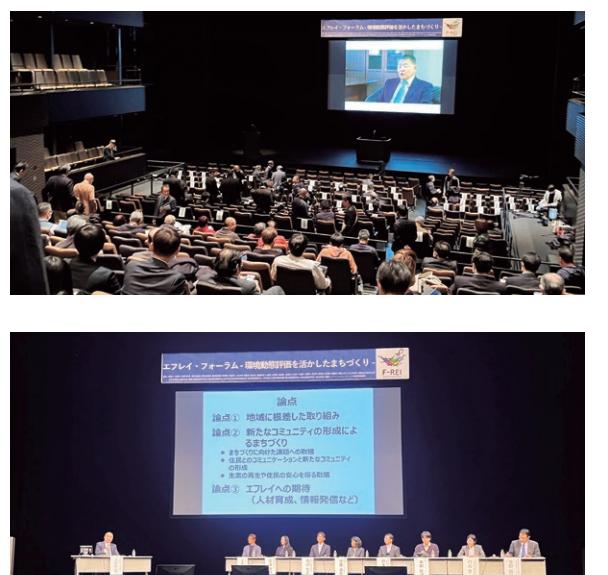 エフレイ・フォーラム - 環境動態評価を活かしたまちづくり -
F-REI
エフレイ・フォーラム - 環境動態評価を活かしたまちづくり -
F-REI
論点
論点① 地域に根差した取り組み
論点② 新たなコミュニティの形成によ
るまちづくり
まちづくりに向けた課題への取組
住民とのコミュニケーションと新たなコミュニティ
の形成
生業の再生や住民の安心を得る取組
論点③ エフレイへの期待
(人材育成、情報発信など)